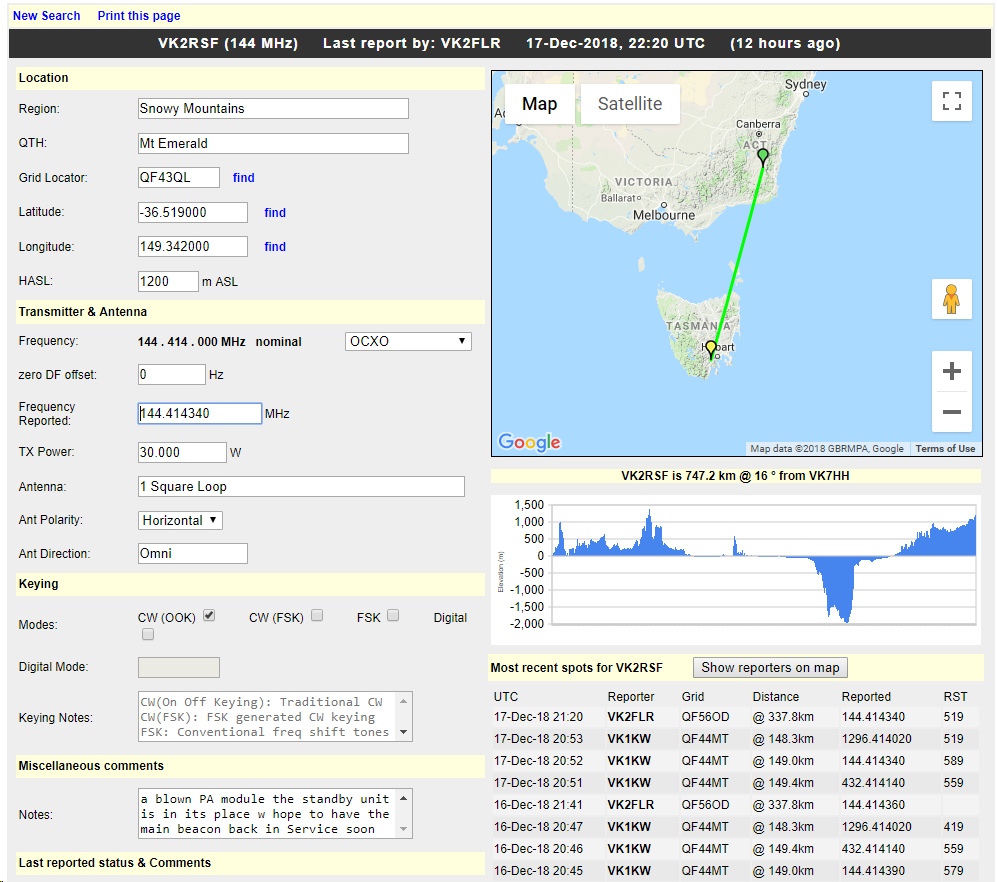 New Search Print this page
VK2RSF (144 MHz) Last report by: VK2FLR 17-Dec-2018, 22:20 UTC (12 hours ago)
Location
Region: Snowy Mountains
QTH: Mt Emerald
Grid Locator: QF43QL find
Latitude: -36.519000 find
Longitude: 149.342000 find
HASL: 1200 m ASL
Transmitter & Antenna
Frequency: 144 . 414 . 000 MHz nominal OCXO
zero DF offset: 0 Hz
Frequency
Reported: 144.414340 MHz
TX Power: 30.000 W
Antenna: 1 Square Loop
Ant Polarity: Horizontal
Ant Direction: Omni
Keying
Modes: CW (OOK) CW (FSK) FSK Digital
Digital Mode:
Keying Notes:
CW(On Off Keying): Traditional CW
CW(FSK): FSK generated CW keying
FSK: Conventional freq shift tones
Miscellaneous comments
Notes:
a blown PA module the standby unit
is in its place w hope to have the
main beacon back in Service soon
Last reported status & Comments
Map Satellite
Sydney
Canberra
ACT
VICTORIA
Ballarat
Melbourne
TASMANIA
Google
Map data ©2018 GBRMPA, Google Terms of Use
VK2RSF is 747.2 km @ 16 ° from VK7HH
Elevation (m)
1,500
1,000
500
0
-500
-1,000
-1,500
-2,000
Most recent spots for VK2RSF Show reporters on map
UTC Reporter Grid Distance Reported RST
17-Dec-18 21:20 VK2FLR QF56OD @ 337.8km 144.414340 519
17-Dec-18 20:53 VK1KW QF44MT @ 148.3km 1296.414020 519
17-Dec-18 20:52 VK1KW QF44MT @ 149.0km 144.414340 589
17-Dec-18 20:51 VK1KW QF44MT @ 149.4km 432.414140 559
16-Dec-18 21:41 VK2FLR QF56OD @ 337.8km 144.414360
16-Dec-18 20:47 VK1KW QF44MT @ 148.3km 1296.414020 419
16-Dec-18 20:46 VK1KW QF44MT @ 149.4km 432.414140 559
16-Dec-18 20:45 VK1KW QF44MT @ 149.0km 144.414390 579